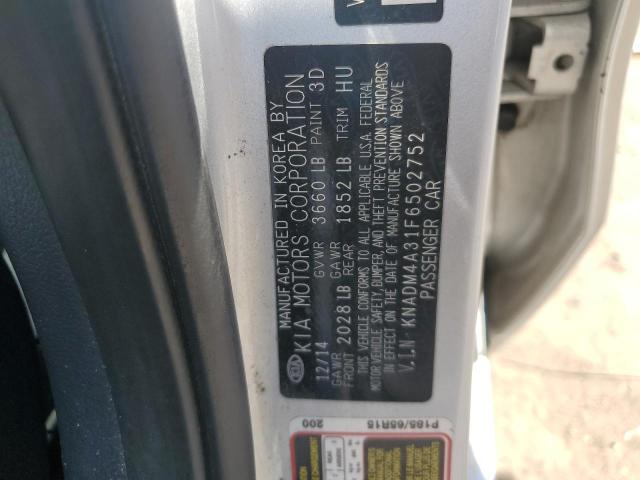 MANUFACTURED IN KOREA BY
KIA KIA MOTORS CORPORATION
12/14 GVWR 3660 LB PAINT 3D
GAWR FRONT 2028 LB GAWR REAR 1852 LB TRIM HU
THIS VEHICLE CONFORMS TO ALL APPLICABLE U.S.A. FEDERAL
MOTOR VEHICLE SAFETY, BUMPER, AND THEFT PREVENTION STANDARDS
IN EFFECT ON THE DATE OF MANUFACTURE SHOWN ABOVE
V.I.N KNADM4A31F6502752
PASSENGER CAR
200 P185/65R15